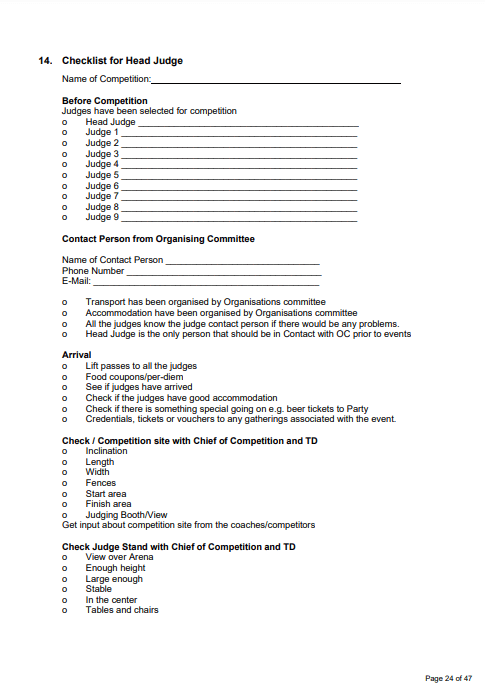 14. Checklist for Head Judge
Name of Competition:
Before Competition
Judges have been selected for competition
o Head Judge
o Judge 1
o Judge 2
o Judge 3
o Judge 4
o Judge 5
o Judge 6
o Judge 7
o Judge 8
o Judge 9
Contact Person from Organising Committee
Name of Contact Person
Phone Number
E-Mail:
o Transport has been organised by Organisations committee
o Accommodation have been organised by Organisations committee
o All the judges know the judge contact person if there would be any problems.
o Head Judge is the only person that should be in Contact with OC prior to events
Arrival
o Lift passes to all the judges
o Food coupons/per-diem
o See if judges have arrived
o Check if the judges have good accommodation
o Check if there is something special going on e.g. beer tickets to Party
o Credentials, tickets or vouchers to any gatherings associated with the event.
Check / Competition site with Chief of Competition and TD
o Inclination
o Length
o Width
o Fences
o Start area
o Finish area
o Judging Booth/View
Get input about competition site from the coaches/competitors
Check Judge Stand with Chief of Competition and TD
o View over Arena
o Enough height
o Large enough
o Stable
o In the center
o Tables and chairs
Page 24 of 47